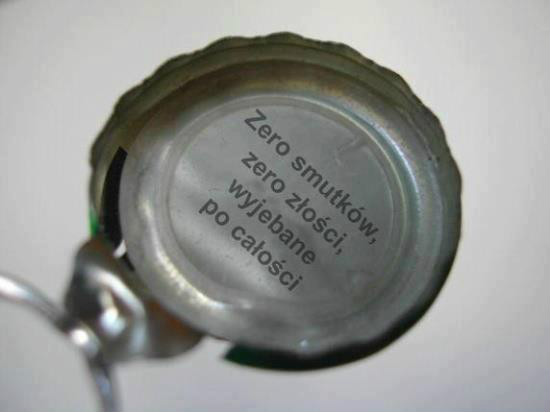 Zero smutków,
zero złości,
wyjebane
po całości